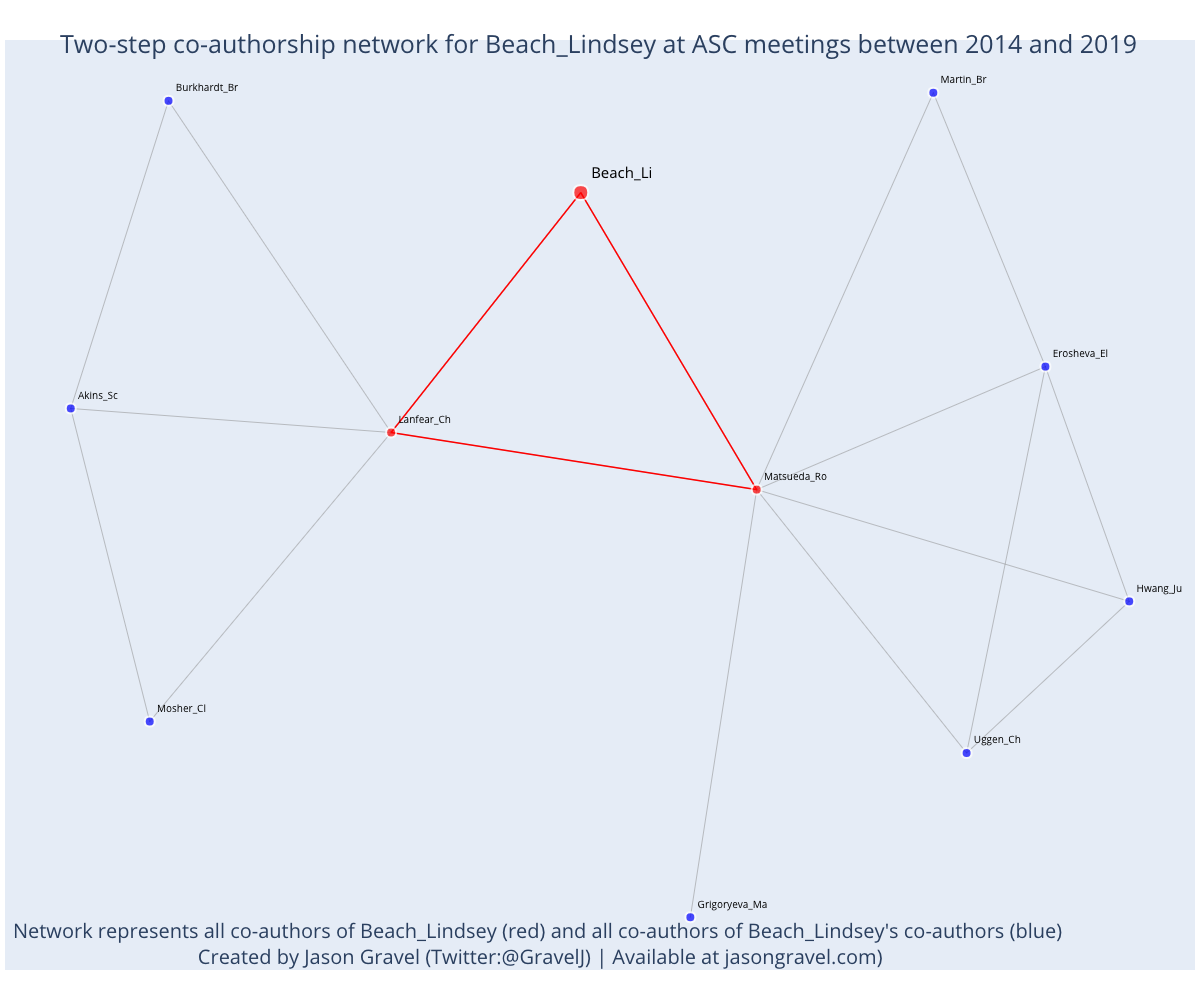 Two-step co-authorship network for Beach_Lindsey at ASC meetings between 2014 and 2019
Martin_Br
Burkhardt_Br
Beach_Li
Erosheva_El
Akins_Sc
Lanfear_Ch
Matsueda_Ro
Hwang_Ju
Mosher_Cl
Uggen_Ch
Grigoryeva_Ma
Network represents all co-authors of Beach_Lindsey (red) and all co-authors of Beach_Lindsey's co-authors (blue)
Created by Jason Gravel (Twitter:@GravelJ) | Available at jasongravel.com)